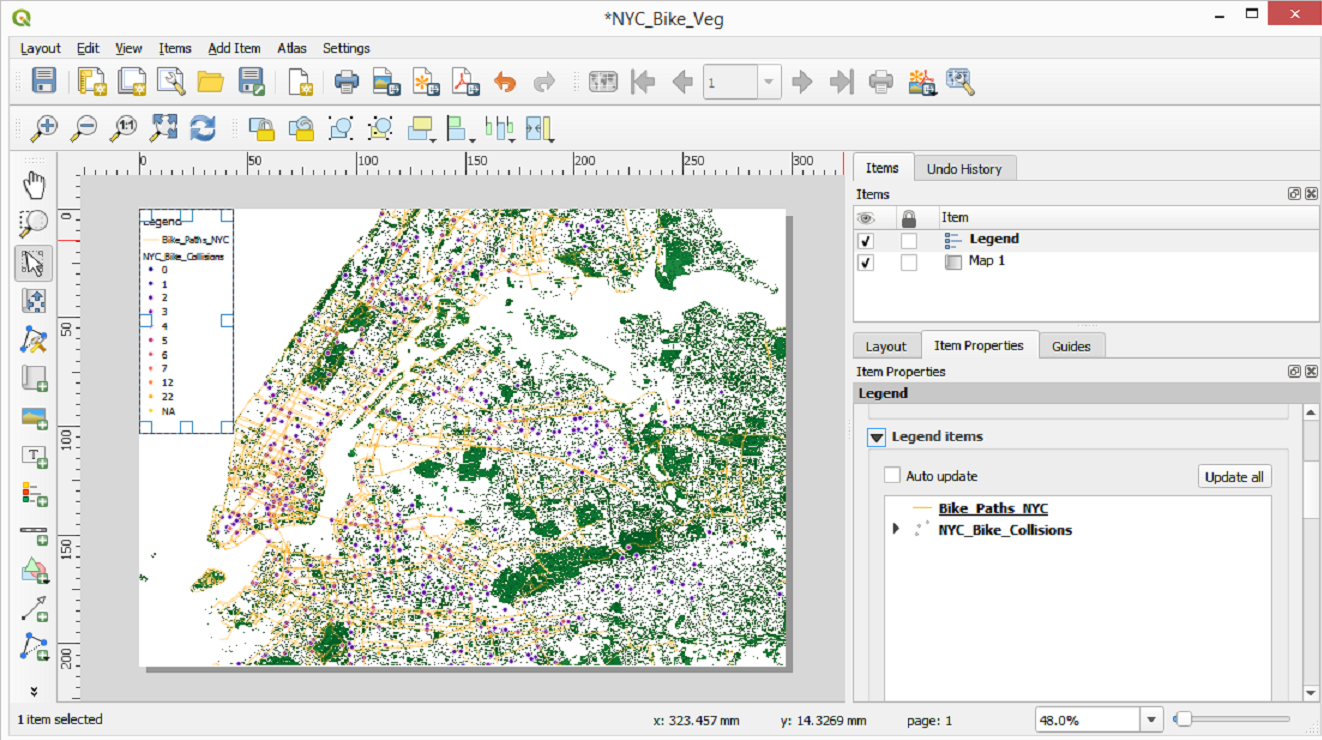 *NYC_Bike_Veg
Layout Edit View Items Add Item Atlas Settings
1
0 50 100 150 200 250 300
Items Undo History
Items
Item
Legend
Map 1
0
50
100
150
200
Legend
Bike_Paths_NYC
NYC_Bike_Collisions
0
1
2
3
4
5
6
7
12
22
NA
Layout Item Properties Guides
Item Properties
Legend
Legend items
Auto update Update all
Bike_Paths_NYC
NYC_Bike_Collisions
1 item selected x: 323.457 mm y: 14.3269 mm page: 1 48.0%